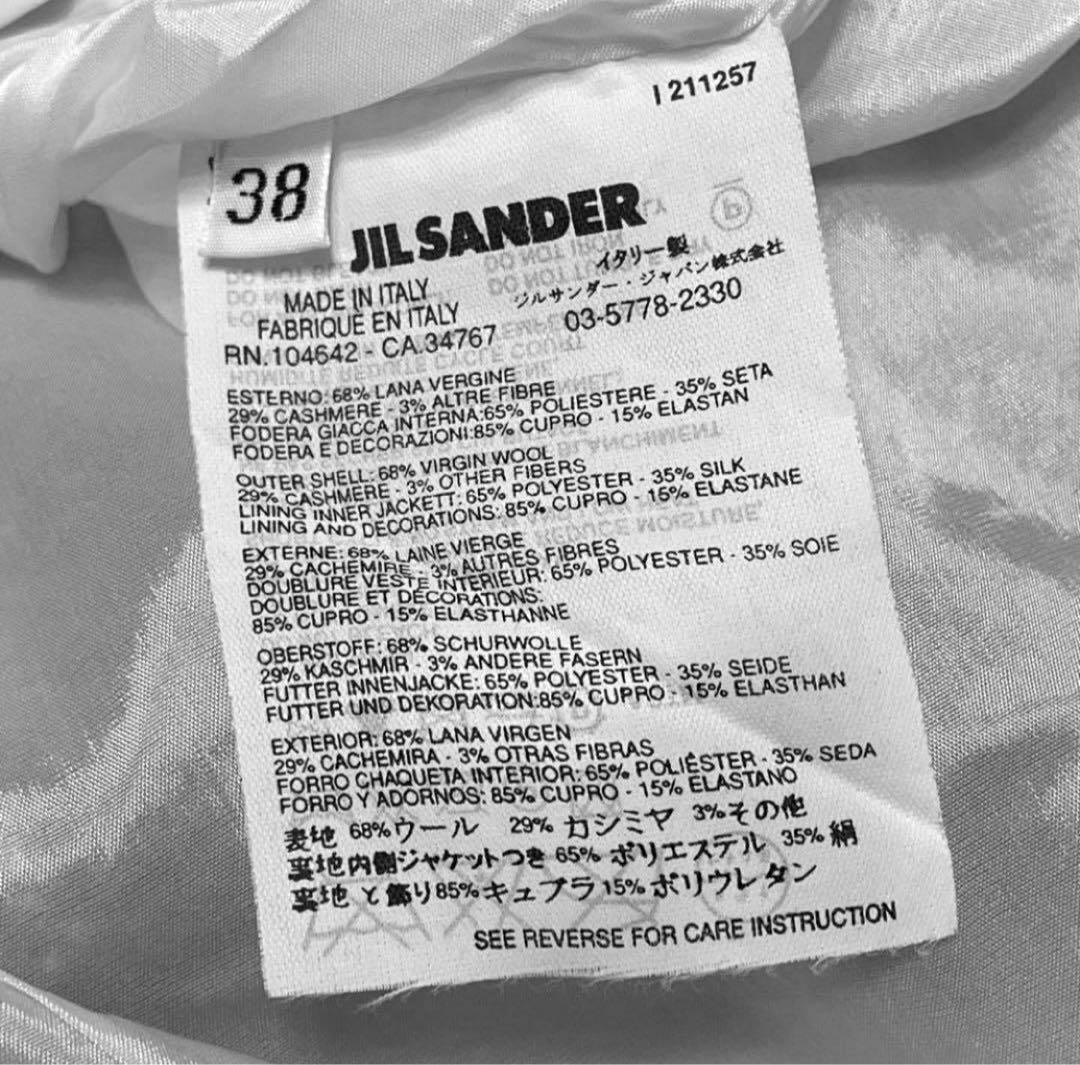 I 211257
38
JIL SANDER
MADE IN ITALY
FABRIQUE EN ITALY
RN.104642 - CA.34767
イタリー製
ジルサンダー・ジャパン株式会社
03-5778-2330
ESTERNO:68% LANA VERGINE
29% CASHMERE - 3% ALTRE FIBRE
FODERA GIACCA INTERNA:65% POLIESTERE - 35% SETA
FODERA E DECORAZIONI:85% CUPRO - 15% ELASTAN
OUTER SHELL: 68% VIRGIN WOOL
29% CASHMERE - 3% OTHER FIBERS
LINING INNER JACKETT: 65% POLYESTER - 35% SILK
LINING AND DECORATIONS: 85% CUPRO - 15% ELASTANE
EXTERNE: 68% LAINE VIERGE
29% CACHEMIRE - 3% AUTRES FIBRES
DOUBLURE VESTE INTERIEUR: 65% POLYESTER - 35% SOIE
DOUBLURE ET DECORATIONS:
85% CUPRO - 15% ELASTHANNE
OBERSTOFF: 68% SCHURWOLLE
29% KASCHMIR - 3% ANDERE FASERN
FUTTER INNENJACKE: 65% POLYESTER - 35% SEIDE
FUTTER UND DEKORATION:85% CUPRO - 15% ELASTHAN
EXTERIOR: 68% LANA VIRGEN
29% CACHEMIRA - 3% OTRAS FIBRAS
FORRO CHAQUETA INTERIOR: 65% POLIÉSTER - 35% SEDA
FORRO Y ADORNOS: 85% CUPRO - 15% ELASTANO
表地 68%ウール 29% カシミヤ 3%その他
裏地内側ジャケットつき 65% ポリエステル 35% 絹
裏地 と飾り85%キュプラ15%ポリウレタン
SEE REVERSE FOR CARE INSTRUCTION